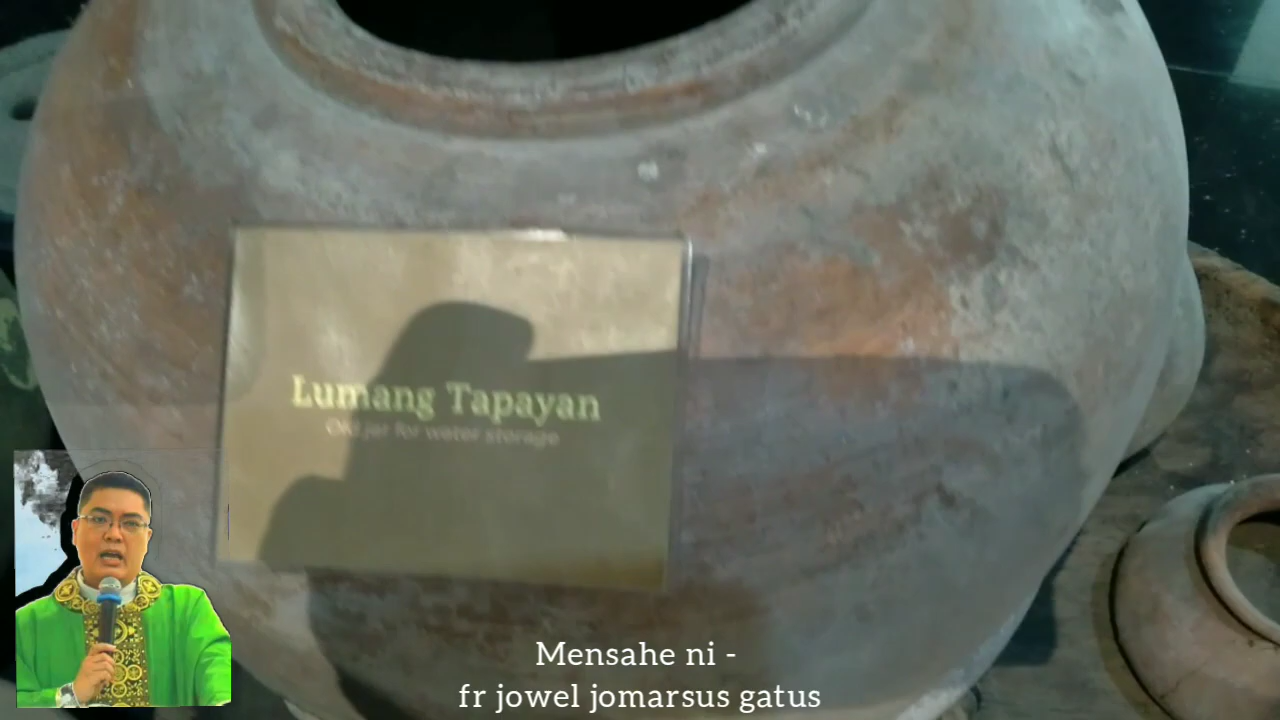 Lumang Tapayan
Old jar for water storage
Mensahe ni -
fr jowel jomarsus gatus